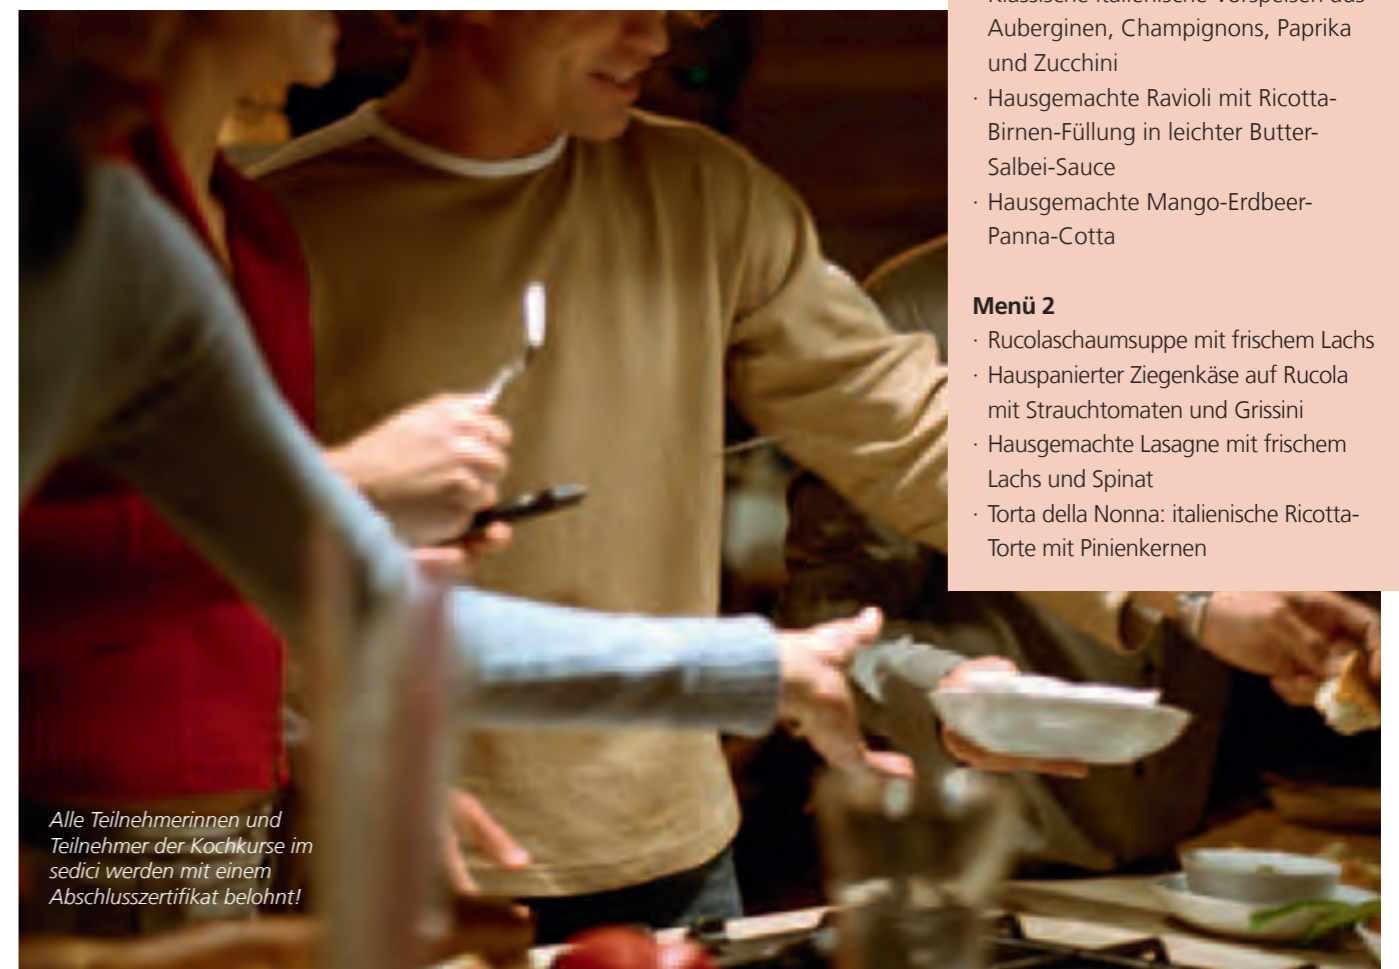 Auberginen, Champignons, Paprika
und Zucchini
· Hausgemachte Ravioli mit Ricotta-
Birnen-Füllung in leichter Butter-
Salbei-Sauce
· Hausgemachte Mango-Erdbeer-
Panna-Cotta
Menü 2
· Rucolaschaumsuppe mit frischem Lachs
· Hauspanierter Ziegenkäse auf Rucola
mit Strauchtomaten und Grissini
· Hausgemachte Lasagne mit frischem
Lachs und Spinat
· Torta della Nonna: italienische Ricotta-
Torte mit Pinienkernen
Alle Teilnehmerinnen und
Teilnehmer der Kochkurse im
sedici werden mit einem
Abschlusszertifikat belohnt!